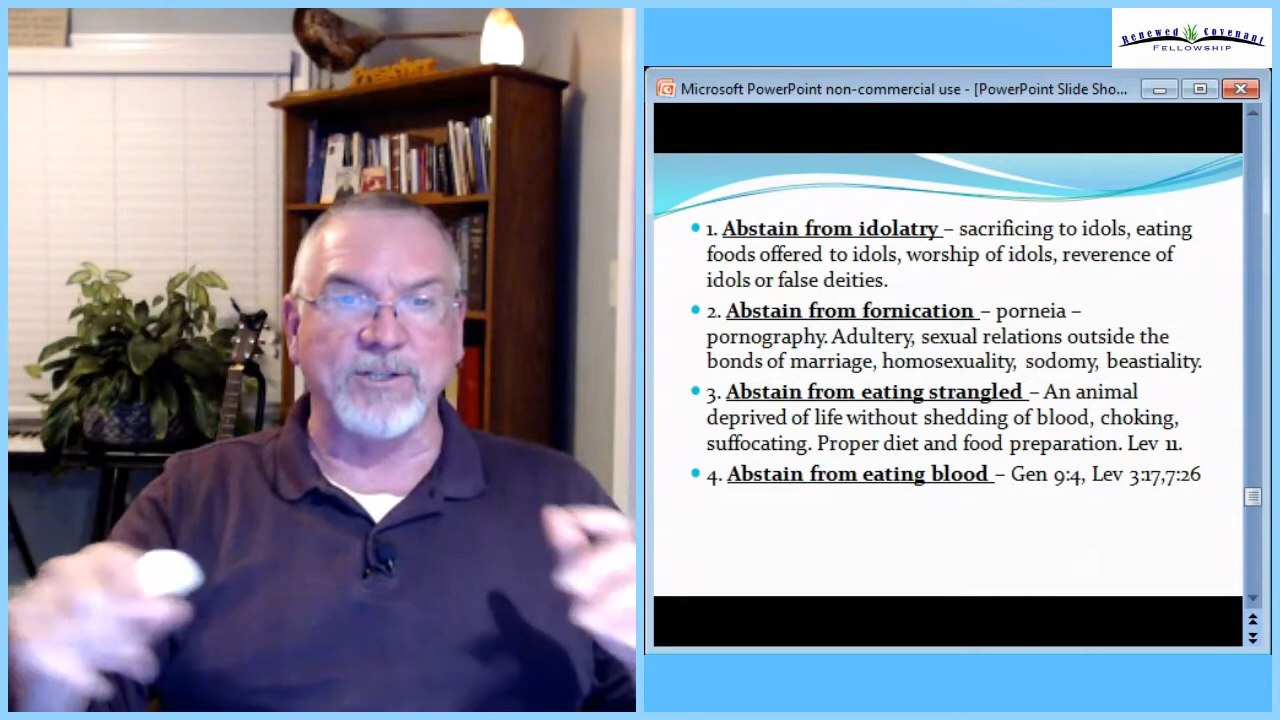 Preacher
Renewed Covenant
FELLOWSHIP
Microsoft PowerPoint non-commercial use - [PowerPoint Slide Sho...
• 1. Abstain from idolatry – sacrificing to idols, eating
foods offered to idols, worship of idols, reverence of
idols or false deities.
• 2. Abstain from fornication – porneia –
pornography. Adultery, sexual relations outside the
bonds of marriage, homosexuality, sodomy, beastiality.
• 3. Abstain from eating strangled – An animal
deprived of life without shedding of blood, choking,
suffocating. Proper diet and food preparation. Lev 11.
• 4. Abstain from eating blood – Gen 9:4, Lev 3:17,7:26